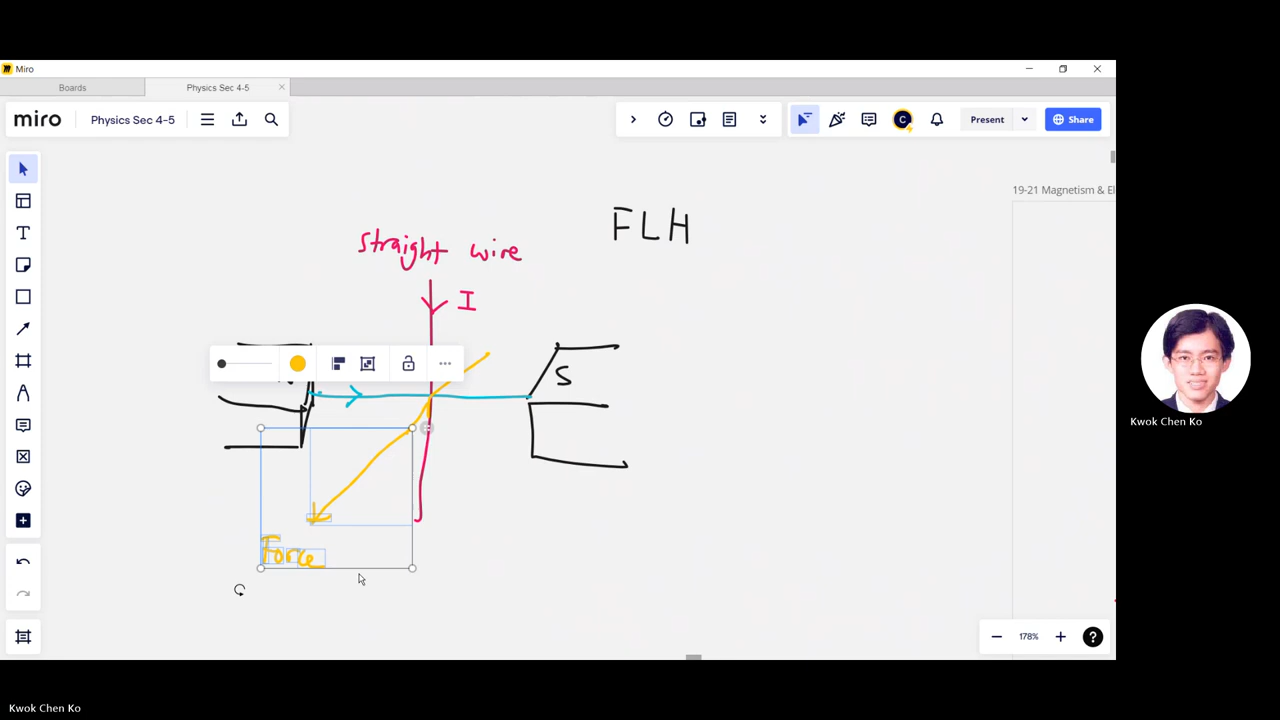 Miro
Boards
Physics Sec 4-5
miro
Physics Sec 4-5
Present
Share
19-21 Magnetism & El
FLH
straight wire
I
S
Force
178%
Kwok Chen Ko
Kwok Chen Ko